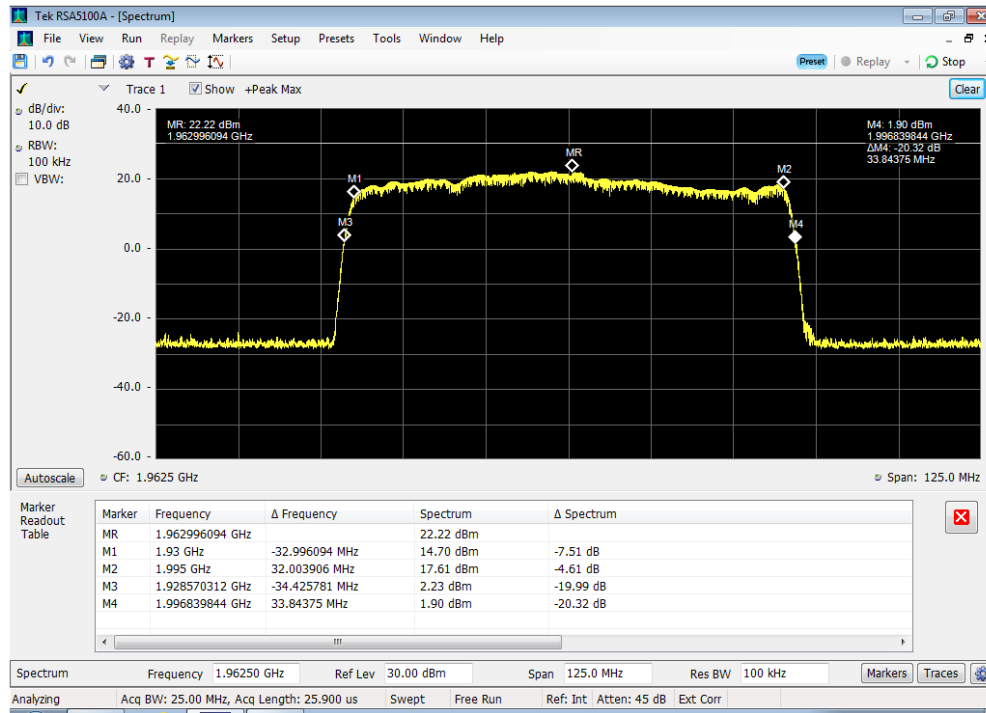 Tek RSA5100A - [Spectrum]
File View Run Replay Markers Setup Presets Tools Window Help
T Preset Replay Stop
Trace 1 Show +Peak Max Clear
dB/div:
10.0 dB
RBW:
100 kHz
VBW:
40.0 -
20.0 -
0.0 -
-20.0 -
-40.0 -
-60.0 -
MR: 22.22 dBm
1.962996094 GHz
M4: 1.90 dBm
1.996839844 GHz
ΔM4: -20.32 dB
33.84375 MHz
MR
M1
M2
M3
M4
Autoscale CF: 1.9625 GHz Span: 125.0 MHz
Marker
Readout
Table
Marker Frequency Δ Frequency Spectrum Δ Spectrum
MR 1.962996094 GHz 22.22 dBm
M1 1.93 GHz -32.996094 MHz 14.70 dBm -7.51 dB
M2 1.995 GHz 32.003906 MHz 17.61 dBm -4.61 dB
M3 1.928570312 GHz -34.425781 MHz 2.23 dBm -19.99 dB
M4 1.996839844 GHz 33.84375 MHz 1.90 dBm -20.32 dB
Spectrum Frequency 1.96250 GHz Ref Lev 30.00 dBm Span 125.0 MHz Res BW 100 kHz Markers Traces
Analyzing Acq BW: 25.00 MHz, Acq Length: 25.900 us Swept Free Run Ref: Int Atten: 45 dB Ext Corr